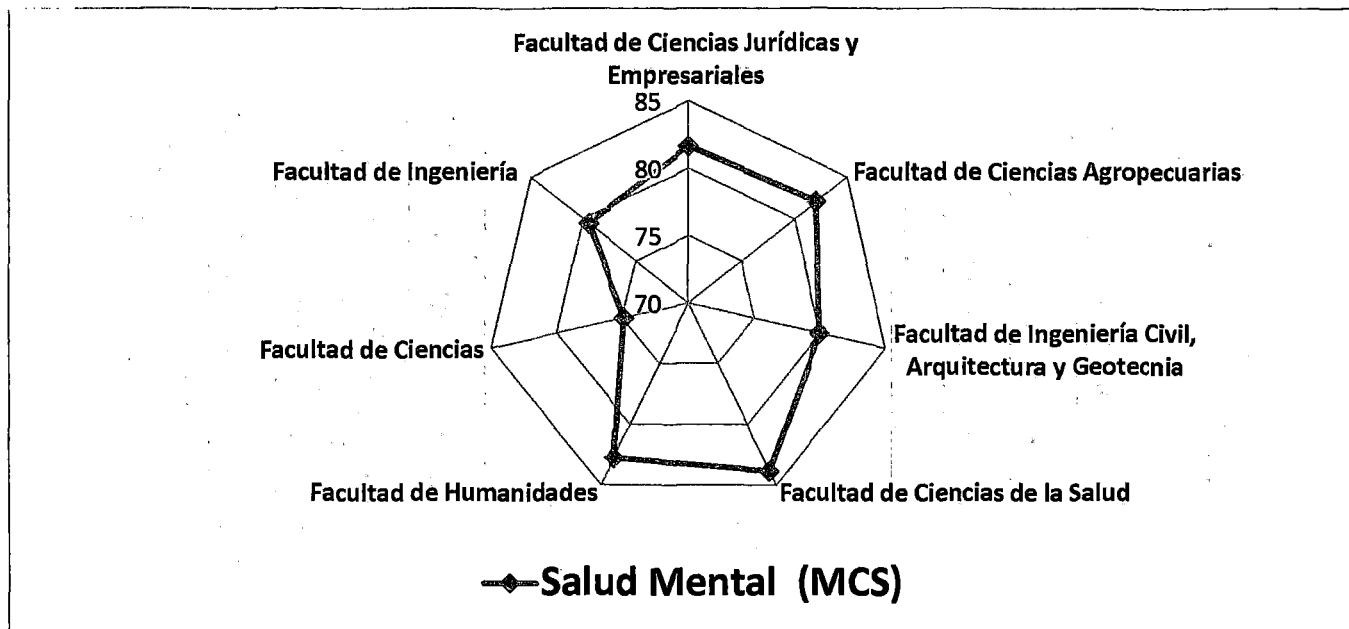 Facultad de Ciencias Jurídicas y
Empresariales
85
Facultad de Ingeniería
80
Facultad de Ciencias Agropecuarias
75
70
Facultad de Ciencias
Facultad de Ingeniería Civil,
Arquitectura y Geotecnia
Facultad de Humanidades
Facultad de Ciencias de la Salud
Salud Mental (MCS)